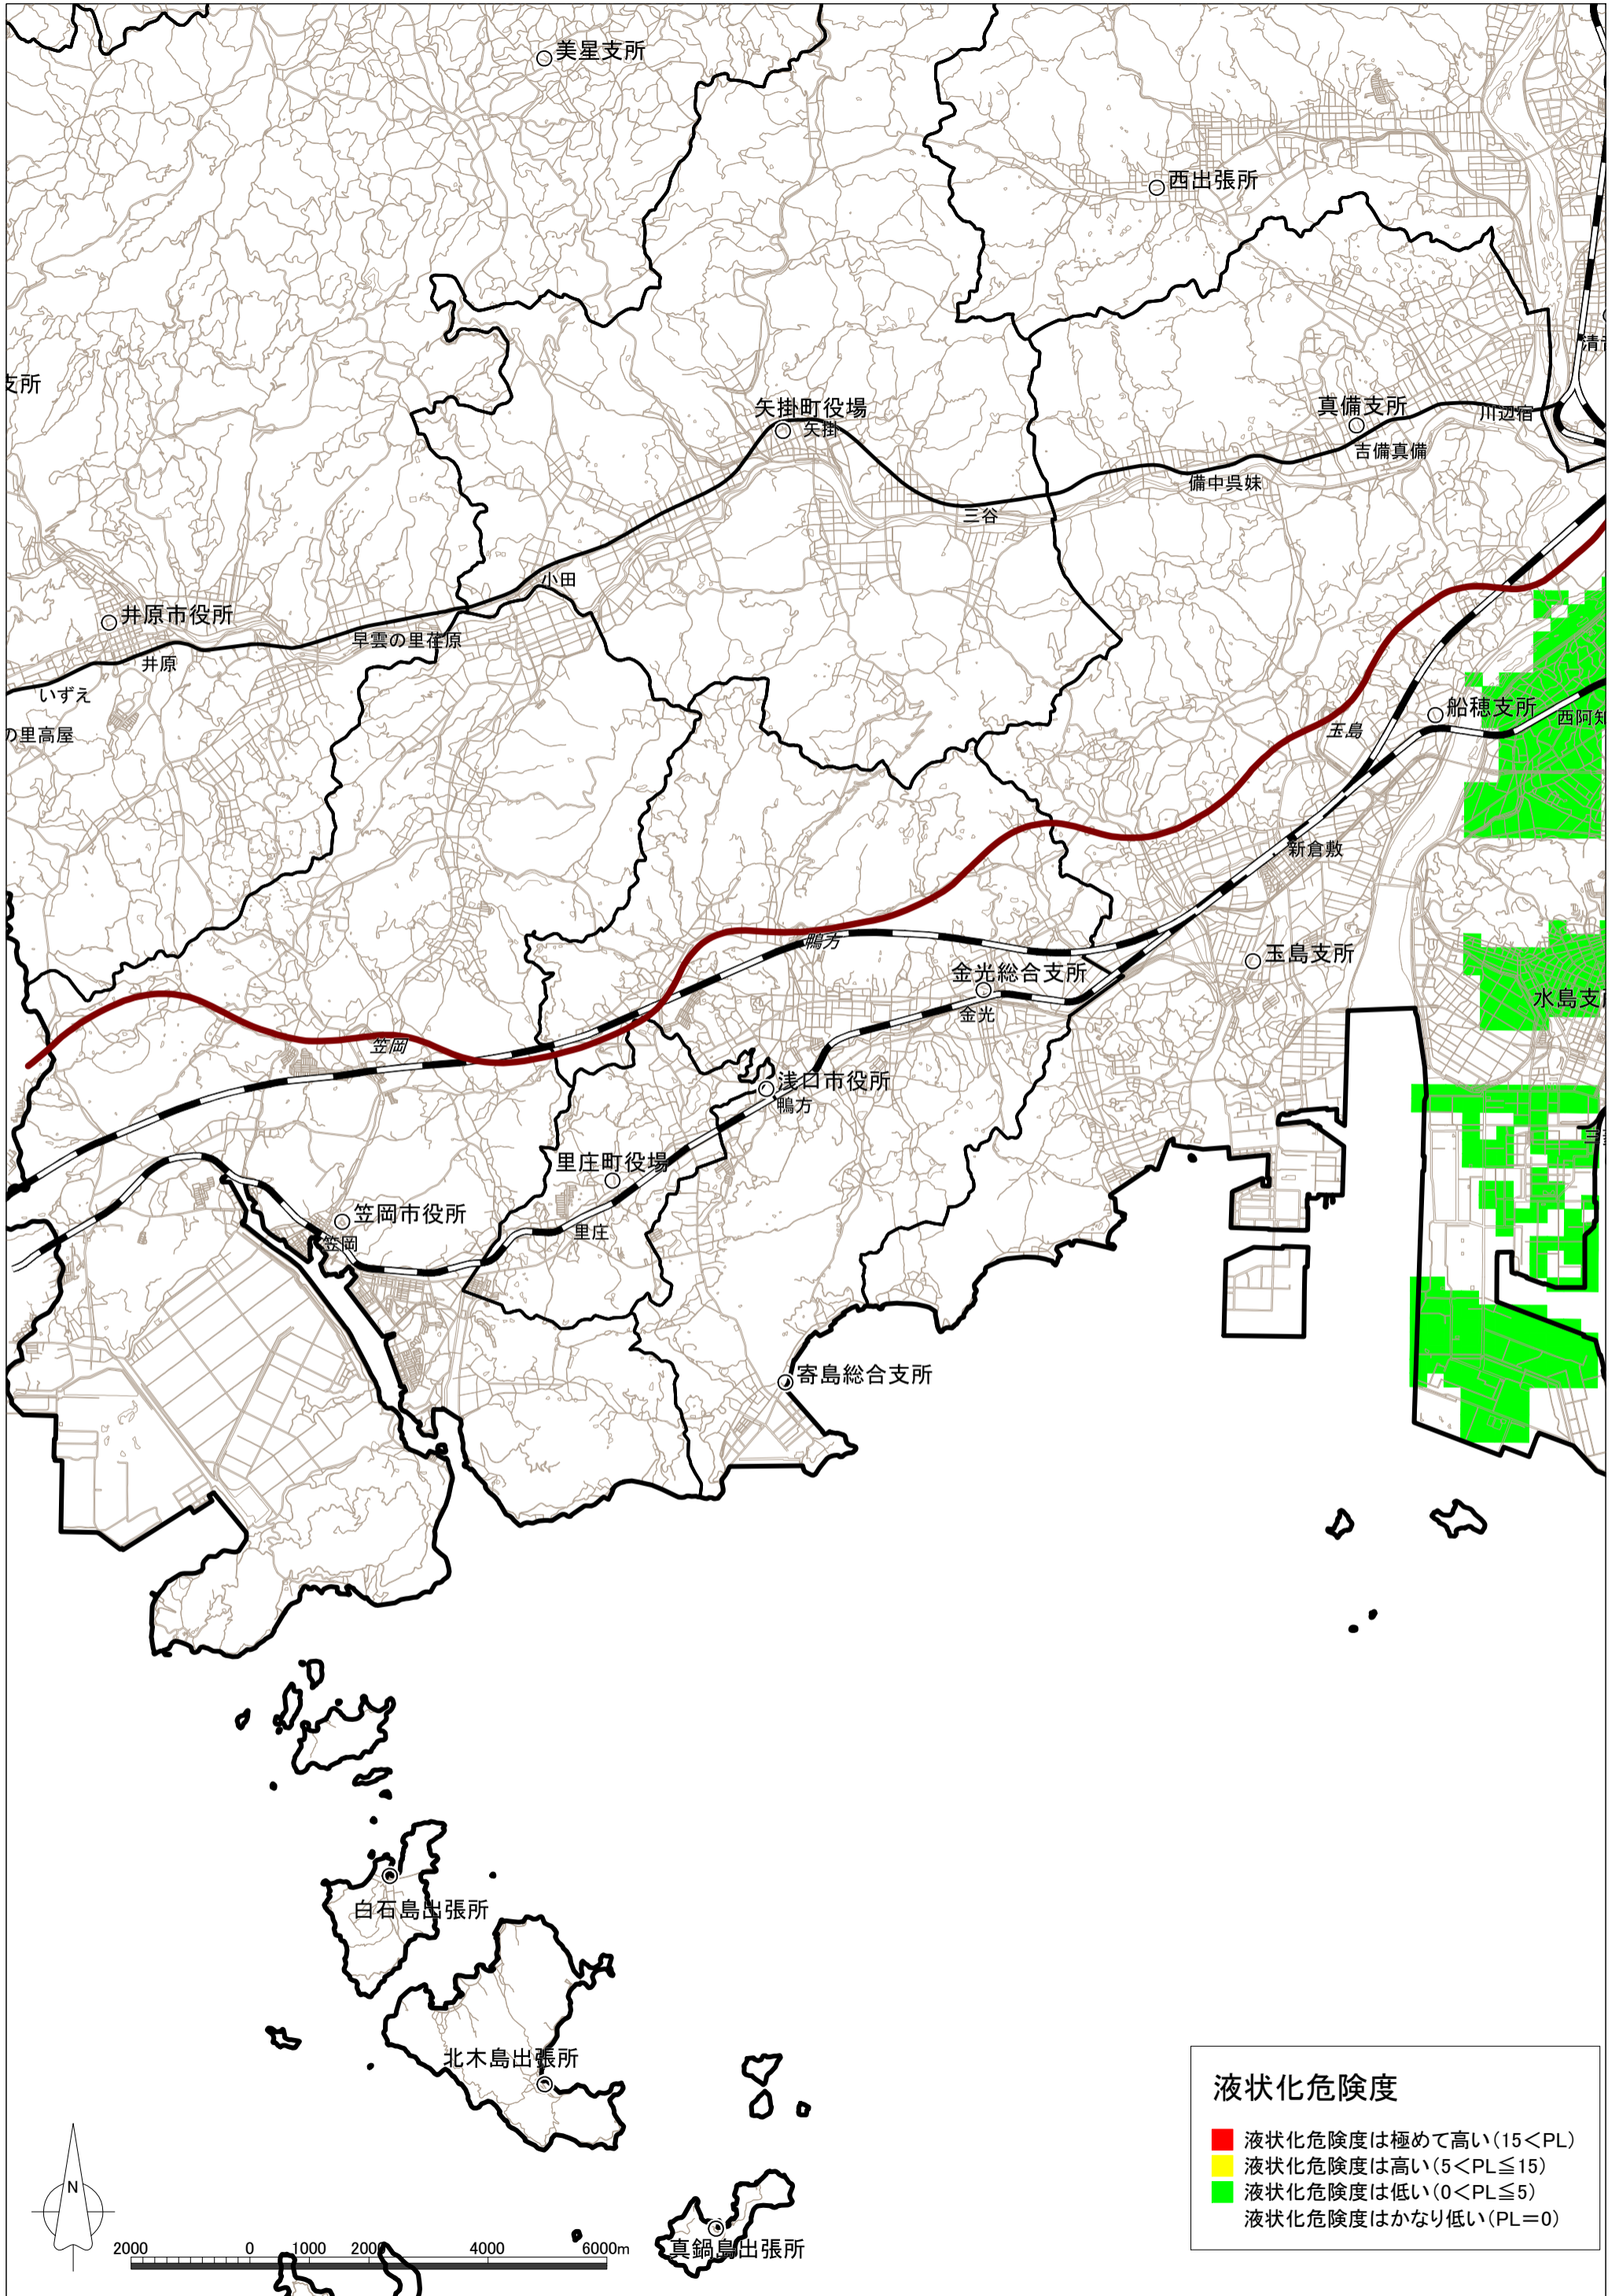 美星支所
西出張所
清音
支所
矢掛町役場
矢掛
真備支所
川辺宿
吉備真備
備中呉妹
三谷
小田
井原市役所
早雲の里荏原
井原
いずえ
の里高屋
船穂支所
西阿知
玉島
新倉敷
鴨方
玉島支所
金光総合支所
金光
水島支所
笠岡
浅口市役所
鴨方
里庄町役場
里庄
笠岡市役所
笠岡
寄島総合支所
白石島出張所
北木島出張所
真鍋島出張所
液状化危険度
液状化危険度は極めて高い(15<PL)
液状化危険度は高い(5<PL≦15)
液状化危険度は低い(0<PL≦5)
液状化危険度はかなり低い(PL=0)
N
2000 0 1000 2000 4000 6000m